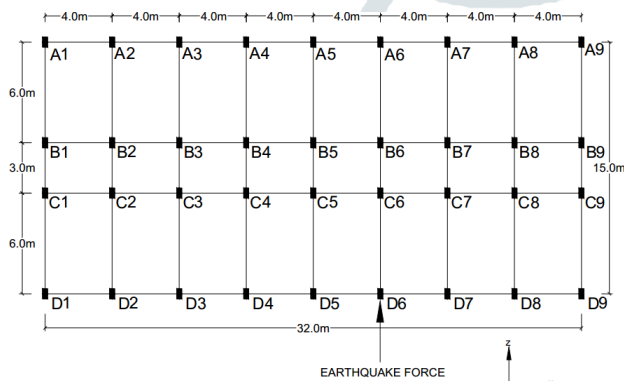 4.0m 4.0m 4.0m 4.0m 4.0m 4.0m 4.0m 4.0m
A1 A2 A3 A4 A5 A6 A7 A8 A9
6.0m
B1 B2 B3 B4 B5 B6 B7 B8 B9
3.0m 15.0m
C1 C2 C3 C4 C5 C6 C7 C8 C9
6.0m
D1 D2 D3 D4 D5 D6 D7 D8 D9
32.0m
z
EARTHQUAKE FORCE